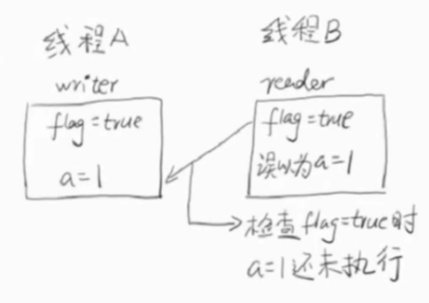 线程A
线程B
writer
reader
flag=true
a=1
flag=true
误以为a=1
检查flag=true时
a=1还未执行